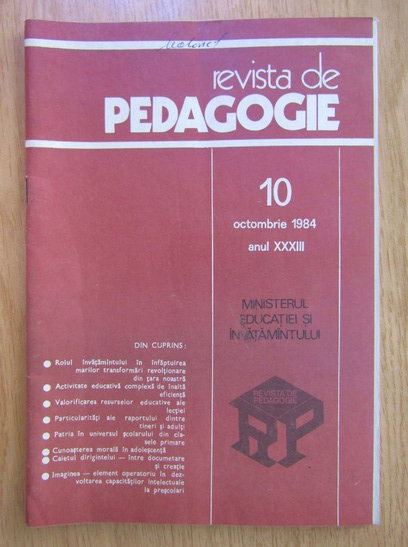 revista de
PEDAGOGIE
10
octombrie 1984
anul XXXIII
MINISTERUL
EDUCAȚIEI ȘI
ÎNVĂȚĂMÎNTULUI
DIN CUPRINS:
Rolul învățămîntului în înfăptuirea
marilor transformări revoluționare
din țara noastră
Activitate educativă complexă de înaltă
eficiență
Valorificarea resurselor educative ale
lecției
Particularități ale raportului dintre
tineri și adulți
Patria în universul școlarului din cla-
sele primare
Cunoașterea morală în adolescență
Caietul dirigintelui — între documentare
și creație
Imaginea — element operatoriu în dez-
voltarea capacităților intelectuale
la preșcolari
REVISTA DE
PEDAGOGIE
RP